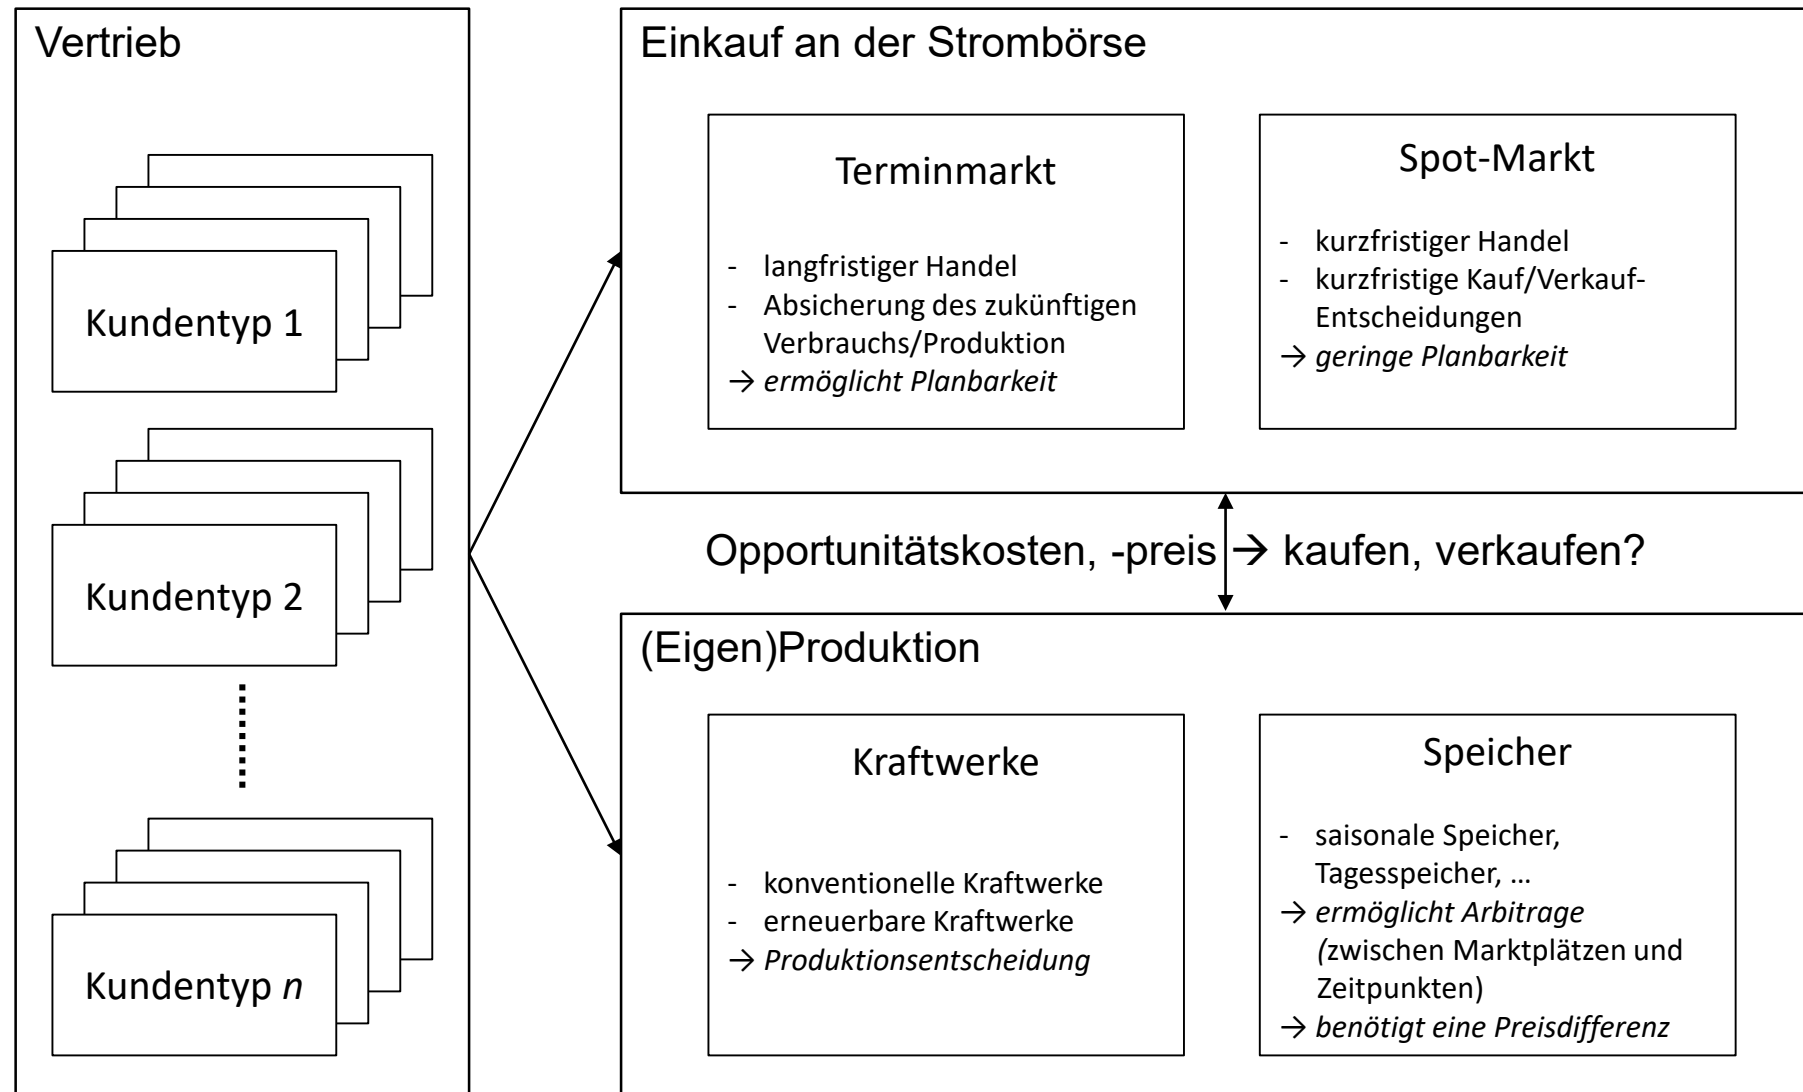 Vertrieb
Kundentyp 1
Kundentyp 2
Kundentyp n
Einkauf an der Strombörse
Terminmarkt
- langfristiger Handel
- Absicherung des zukünftigen
Verbrauchs/Produktion
→ ermöglicht Planbarkeit
Spot-Markt
- kurzfristiger Handel
- kurzfristige Kauf/Verkauf-
Entscheidungen
→ geringe Planbarkeit
Opportunitätskosten, -preis → kaufen, verkaufen?
(Eigen)Produktion
Kraftwerke
- konventionelle Kraftwerke
- erneuerbare Kraftwerke
→ Produktionsentscheidung
Speicher
- saisonale Speicher,
Tagesspeicher, ...
→ ermöglicht Arbitrage
(zwischen Marktplätzen und
Zeitpunkten)
→ benötigt eine Preisdifferenz